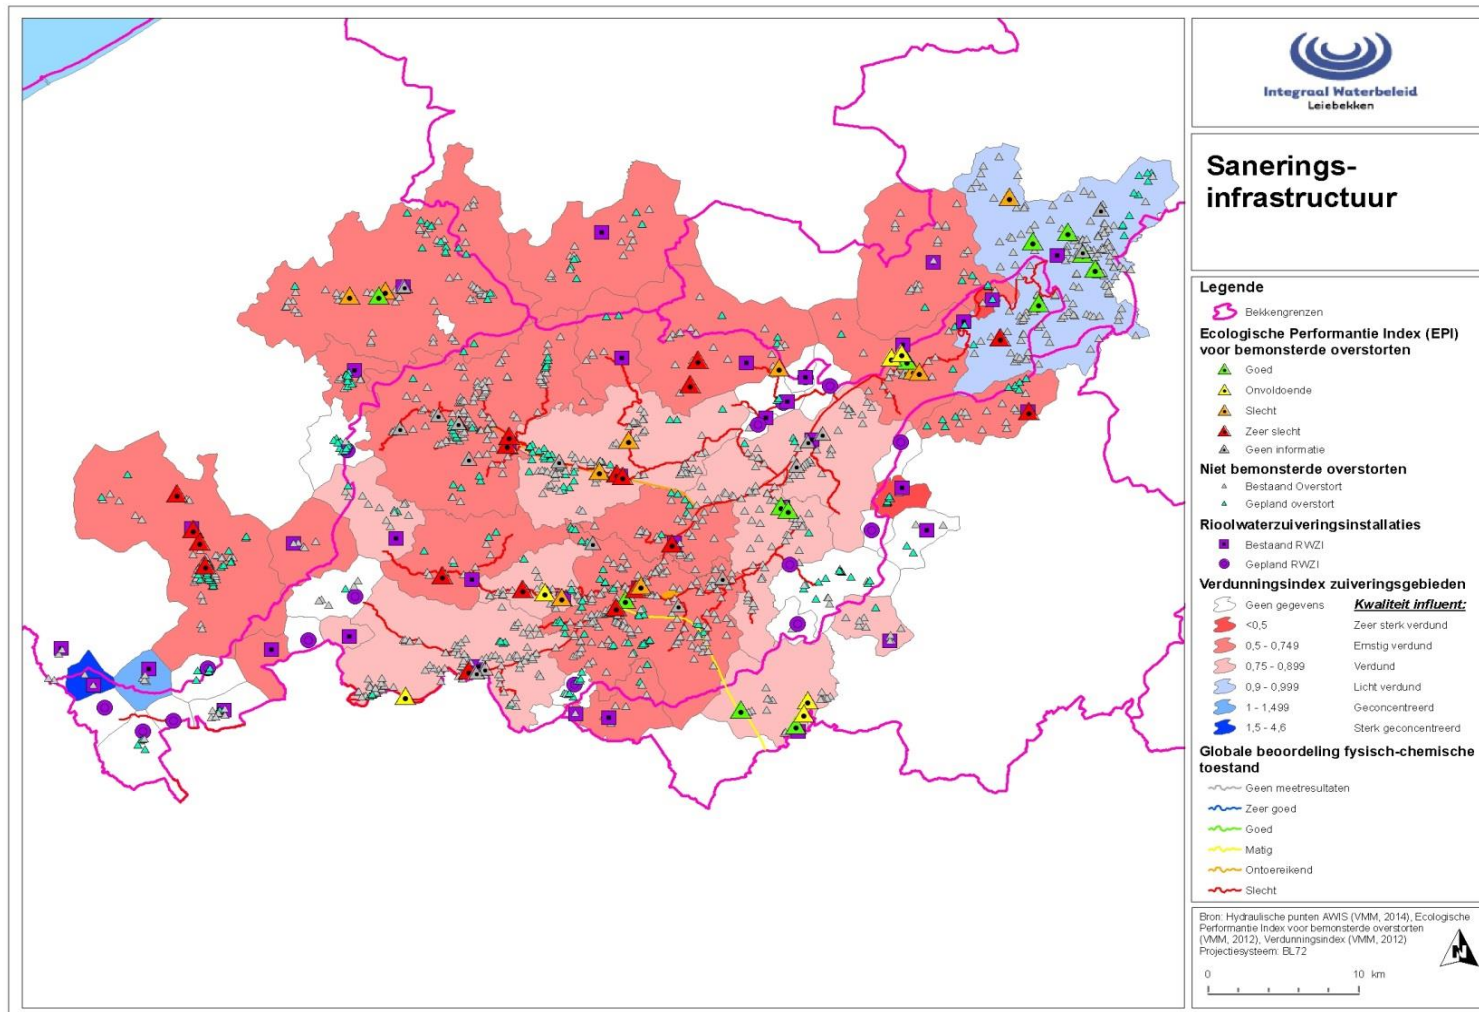 Integraal Waterbeleid
Leiebekken
Sanerings-
infrastructuur
Legende
Bekkengrenzen
Ecologische Performantie Index (EPI)
voor bemonsterde overstorten
Goed
Onvoldoende
Slecht
Zeer slecht
Geen informatie
Niet bemonsterde overstorten
Bestaand Overstort
Gepland overstort
Rioolwaterzuiveringsinstallaties
Bestaand RWZI
Gepland RWZI
Verdunningsindex zuiveringsgebieden
Geen gegevens Kwaliteit influent:
<0,5 Zeer sterk verdund
0,5 - 0,749 Ernstig verdund
0,75 - 0,899 Verdund
0,9 - 0,999 Licht verdund
1 - 1,499 Geconcentreerd
1,5 - 4,6 Sterk geconcentreerd
Globale beoordeling fysisch-chemische
toestand
Geen meetresultaten
Zeer goed
Goed
Matig
Ontoereikend
Slecht
Bron: Hydraulische punten AWIS (VMM, 2014), Ecologische
Performantie Index voor bemonsterde overstorten
(VMM, 2012), Verdunningsindex (VMM, 2012)
Projectiesysteem: BL72
N
0 10 km